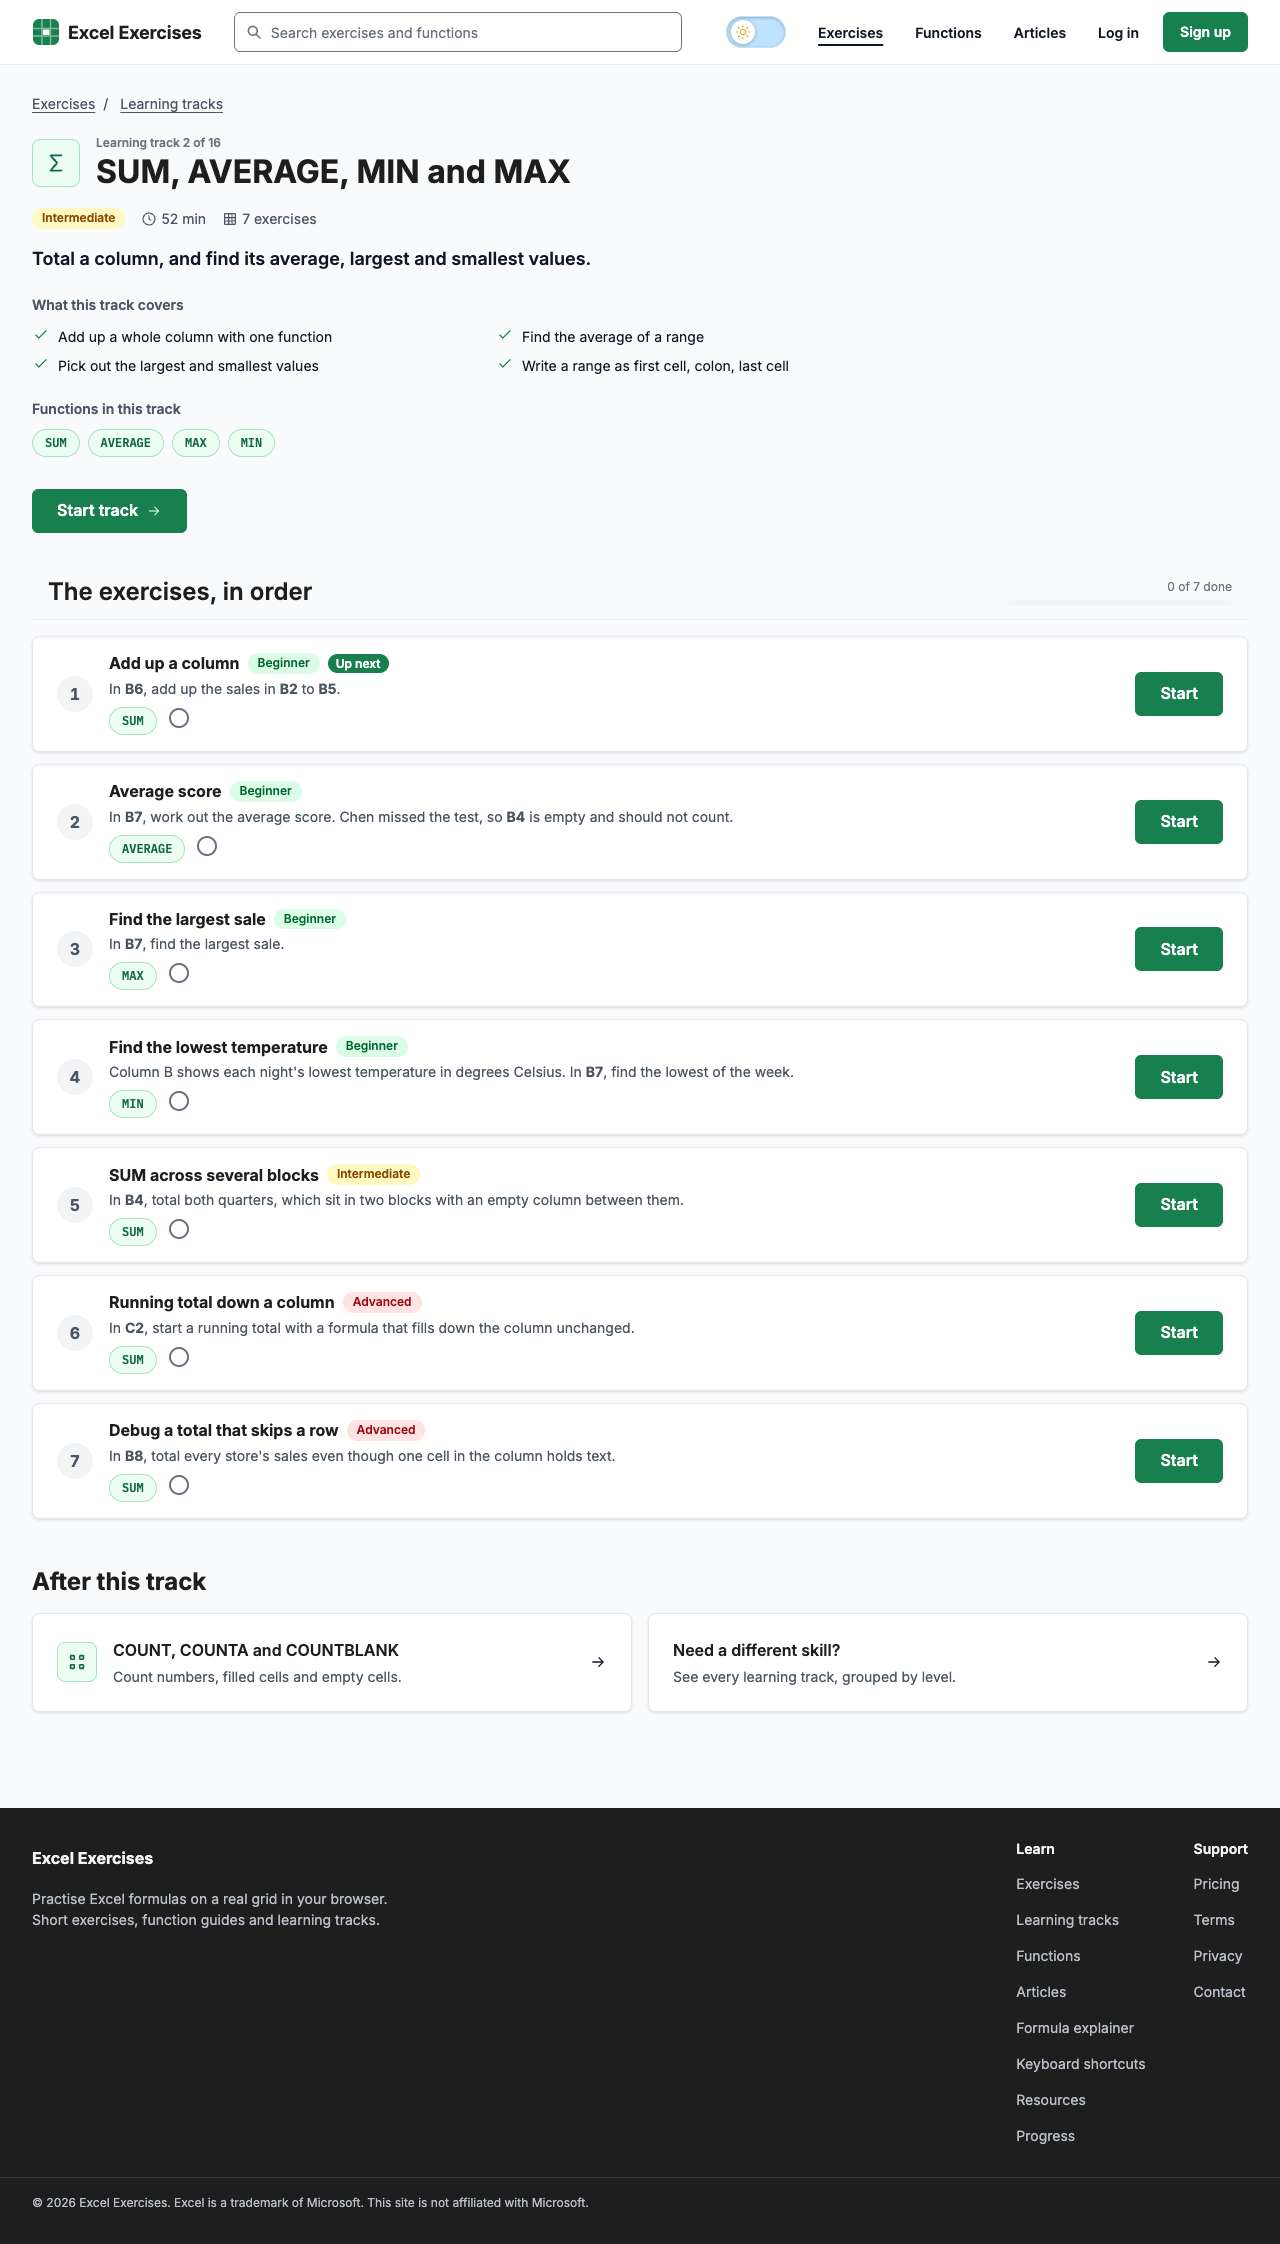 Excel Exercises
Search exercises and functions
Exercises
Functions
Articles
Log in
Sign up
Exercises / Learning tracks
Learning track 2 of 16
Σ
SUM, AVERAGE, MIN and MAX
Intermediate
52 min
7 exercises
Total a column, and find its average, largest and smallest values.
What this track covers
Add up a whole column with one function
Find the average of a range
Pick out the largest and smallest values
Write a range as first cell, colon, last cell
Functions in this track
SUM
AVERAGE
MAX
MIN
Start track →
The exercises, in order
0 of 7 done
1
Add up a column
Beginner
Up next
In B6, add up the sales in B2 to B5.
SUM
Start
2
Average score
Beginner
In B7, work out the average score. Chen missed the test, so B4 is empty and should not count.
AVERAGE
Start
3
Find the largest sale
Beginner
In B7, find the largest sale.
MAX
Start
4
Find the lowest temperature
Beginner
Column B shows each night's lowest temperature in degrees Celsius. In B7, find the lowest of the week.
MIN
Start
5
SUM across several blocks
Intermediate
In B4, total both quarters, which sit in two blocks with an empty column between them.
SUM
Start
6
Running total down a column
Advanced
In C2, start a running total with a formula that fills down the column unchanged.
SUM
Start
7
Debug a total that skips a row
Advanced
In B8, total every store's sales even though one cell in the column holds text.
SUM
Start
After this track
COUNT, COUNTA and COUNTBLANK
Count numbers, filled cells and empty cells.
→
Need a different skill?
See every learning track, grouped by level.
→
Excel Exercises
Practise Excel formulas on a real grid in your browser.
Short exercises, function guides and learning tracks.
Learn
Exercises
Learning tracks
Functions
Articles
Formula explainer
Keyboard shortcuts
Resources
Progress
Support
Pricing
Terms
Privacy
Contact
© 2026 Excel Exercises. Excel is a trademark of Microsoft. This site is not affiliated with Microsoft.